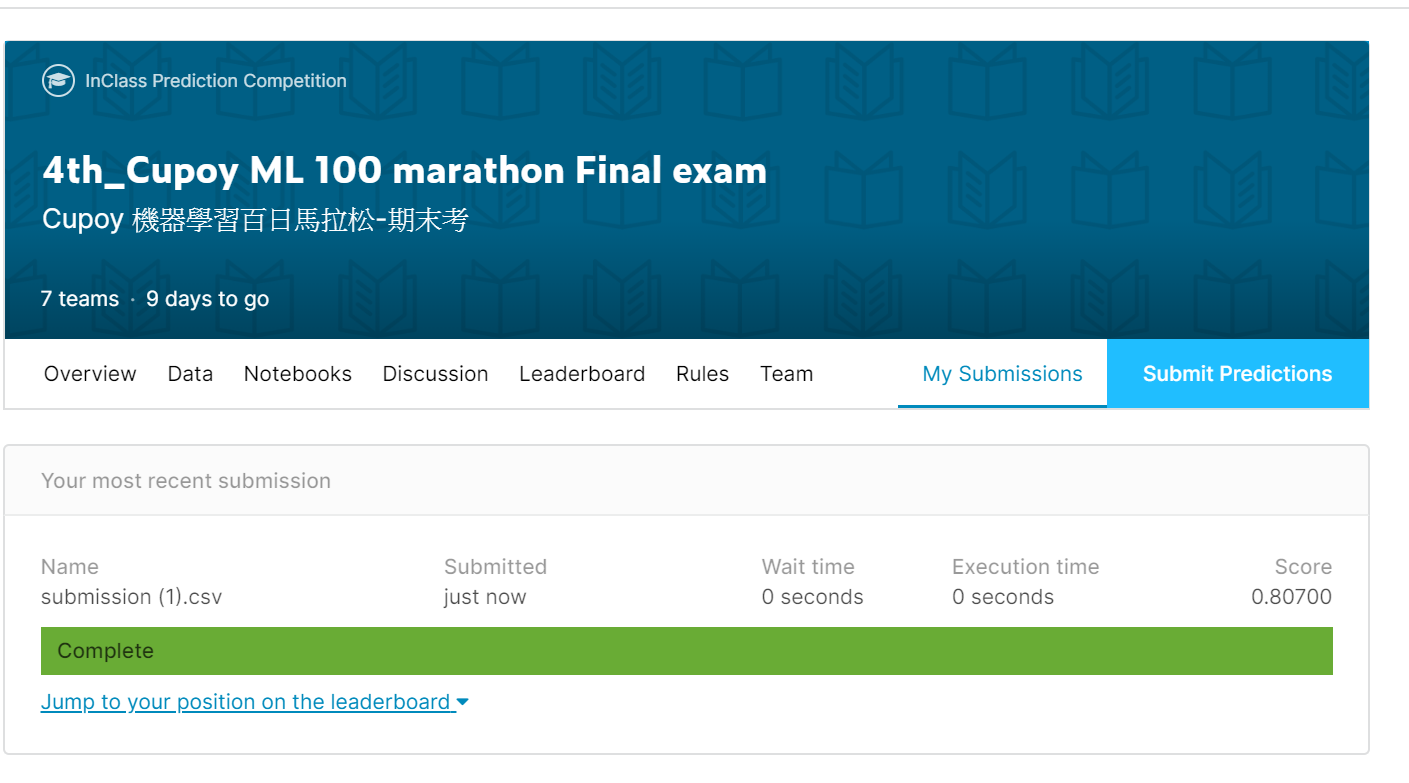 InClass Prediction Competition
4th_Cupoy ML 100 marathon Final exam
Cupoy 機器學習百日馬拉松-期末考
7 teams · 9 days to go
Overview Data Notebooks Discussion Leaderboard Rules Team My Submissions Submit Predictions
Your most recent submission
Name Submitted Wait time Execution time Score
submission (1).csv just now 0 seconds 0 seconds 0.80700
Complete
Jump to your position on the leaderboard